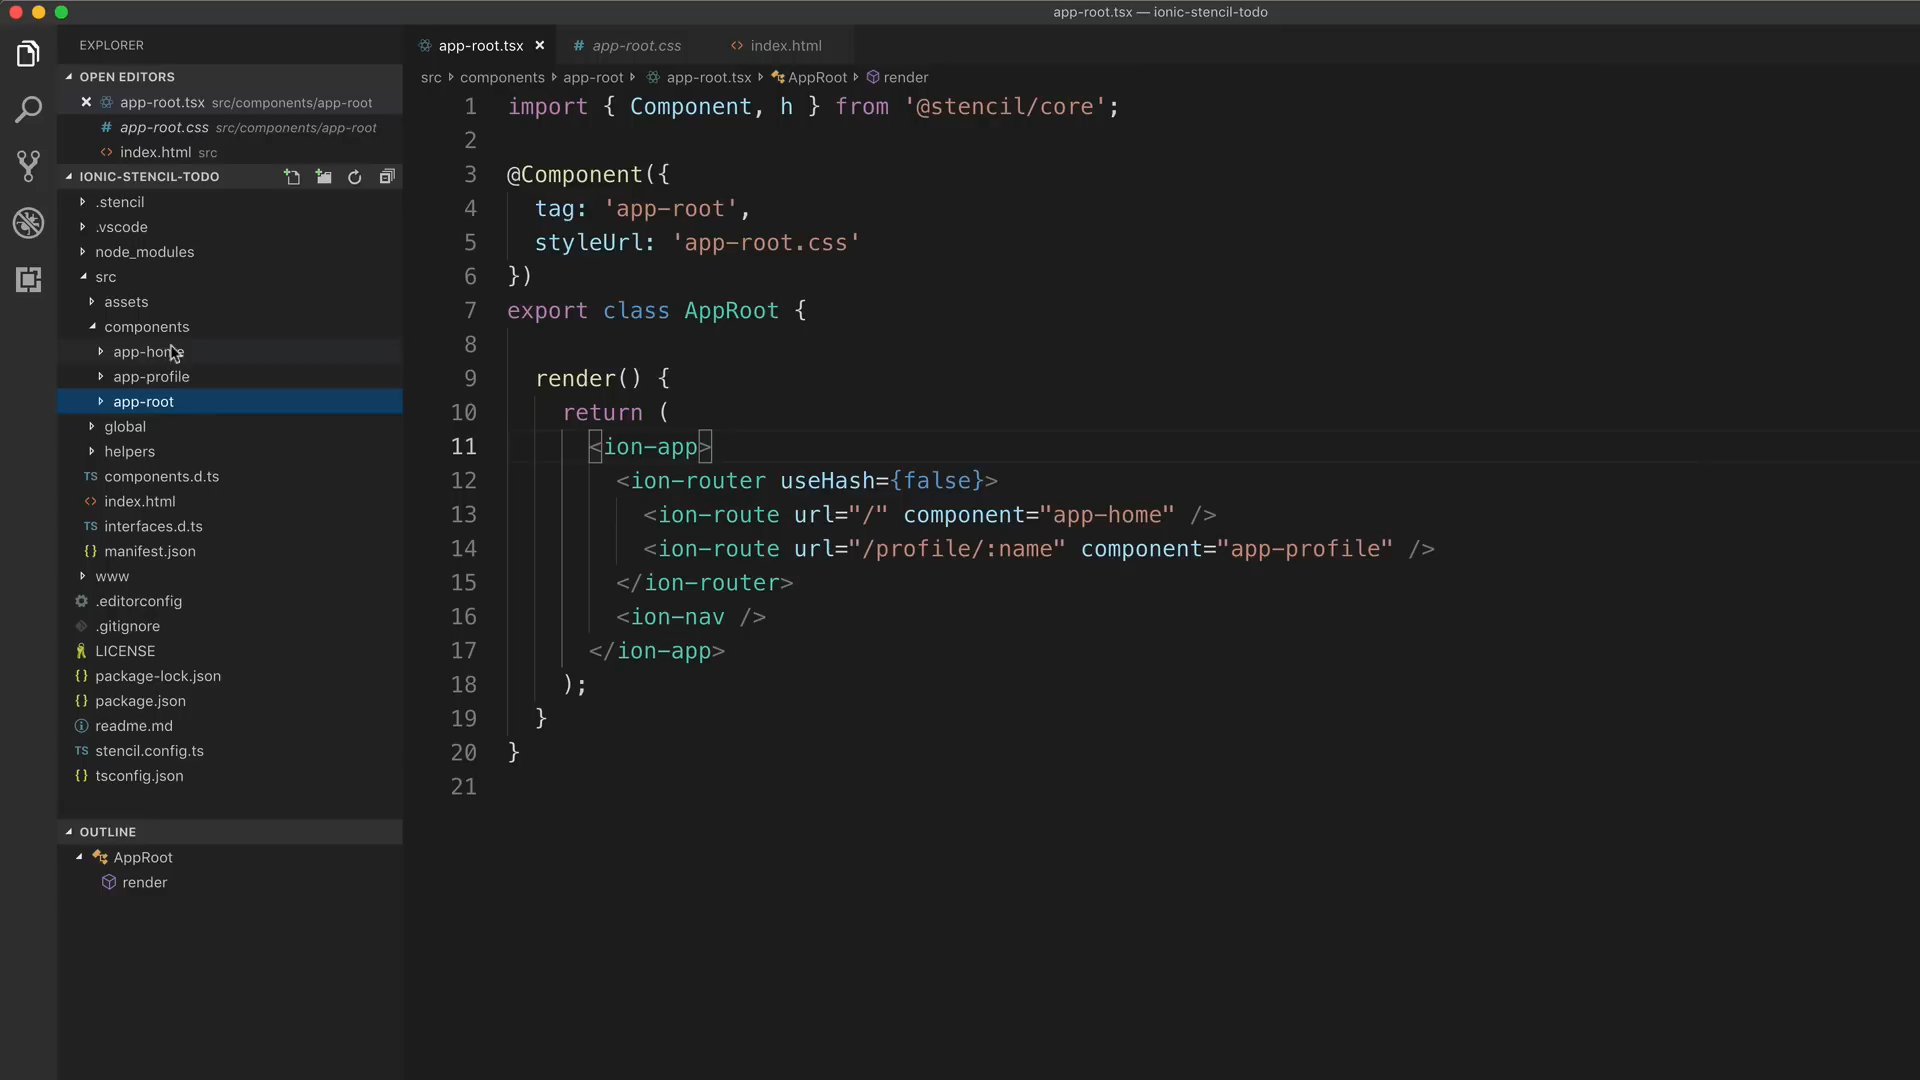 app-root.tsx — ionic-stencil-todo
EXPLORER
OPEN EDITORS
app-root.tsx src/components/app-root
app-root.css src/components/app-root
index.html src
IONIC-STENCIL-TODO
.stencil
.vscode
node_modules
src
assets
components
app-home
app-profile
app-root
global
helpers
TS components.d.ts
index.html
TS interfaces.d.ts
{} manifest.json
www
.editorconfig
.gitignore
LICENSE
{} package-lock.json
{} package.json
readme.md
TS stencil.config.ts
{} tsconfig.json
OUTLINE
AppRoot
render
app-root.tsx # app-root.css <> index.html
src components app-root app-root.tsx AppRoot render
1 import { Component, h } from '@stencil/core';
2
3 @Component({
4 tag: 'app-root',
5 styleUrl: 'app-root.css'
6 })
7 export class AppRoot {
8
9 render() {
10 return (
11 <ion-app>
12 <ion-router useHash={false}>
13 <ion-route url="/" component="app-home" />
14 <ion-route url="/profile/:name" component="app-profile" />
15 </ion-router>
16 <ion-nav />
17 </ion-app>
18 );
19 }
20 }
21